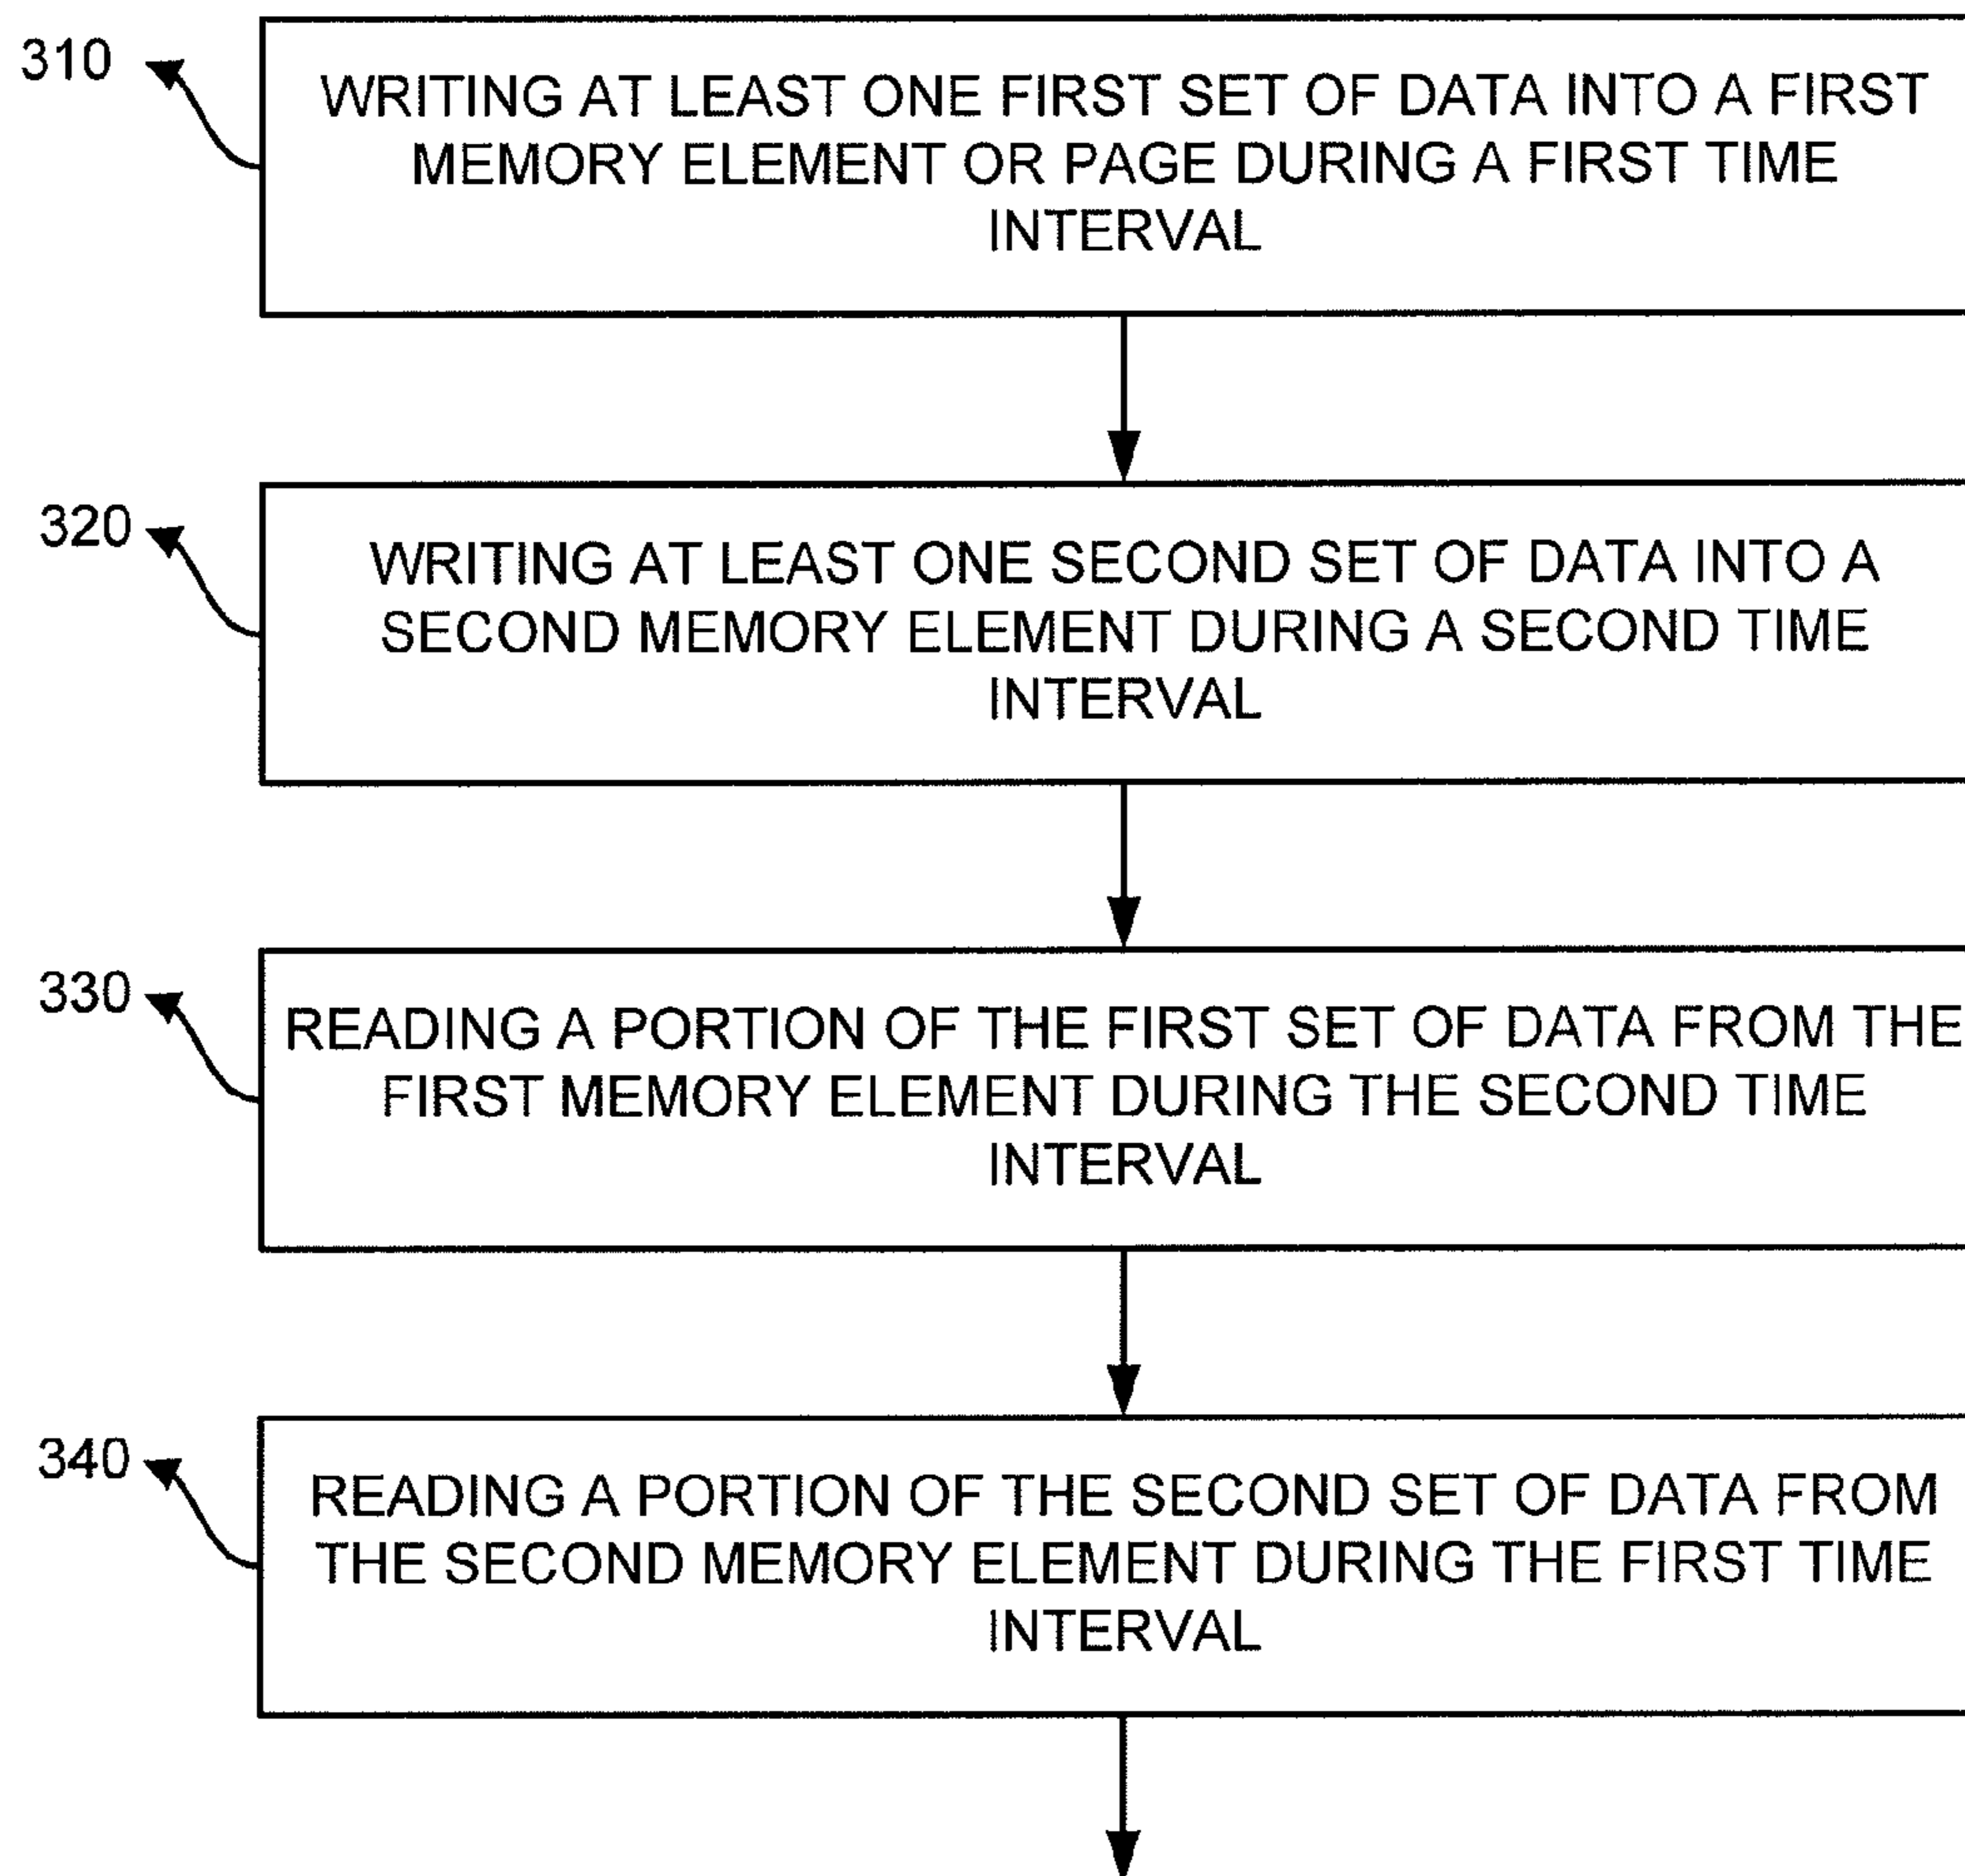 310
WRITING AT LEAST ONE FIRST SET OF DATA INTO A FIRST
MEMORY ELEMENT OR PAGE DURING A FIRST TIME
INTERVAL
320
WRITING AT LEAST ONE SECOND SET OF DATA INTO A
SECOND MEMORY ELEMENT DURING A SECOND TIME
INTERVAL
330
READING A PORTION OF THE FIRST SET OF DATA FROM THE
FIRST MEMORY ELEMENT DURING THE SECOND TIME
INTERVAL
340
READING A PORTION OF THE SECOND SET OF DATA FROM
THE SECOND MEMORY ELEMENT DURING THE FIRST TIME
INTERVAL